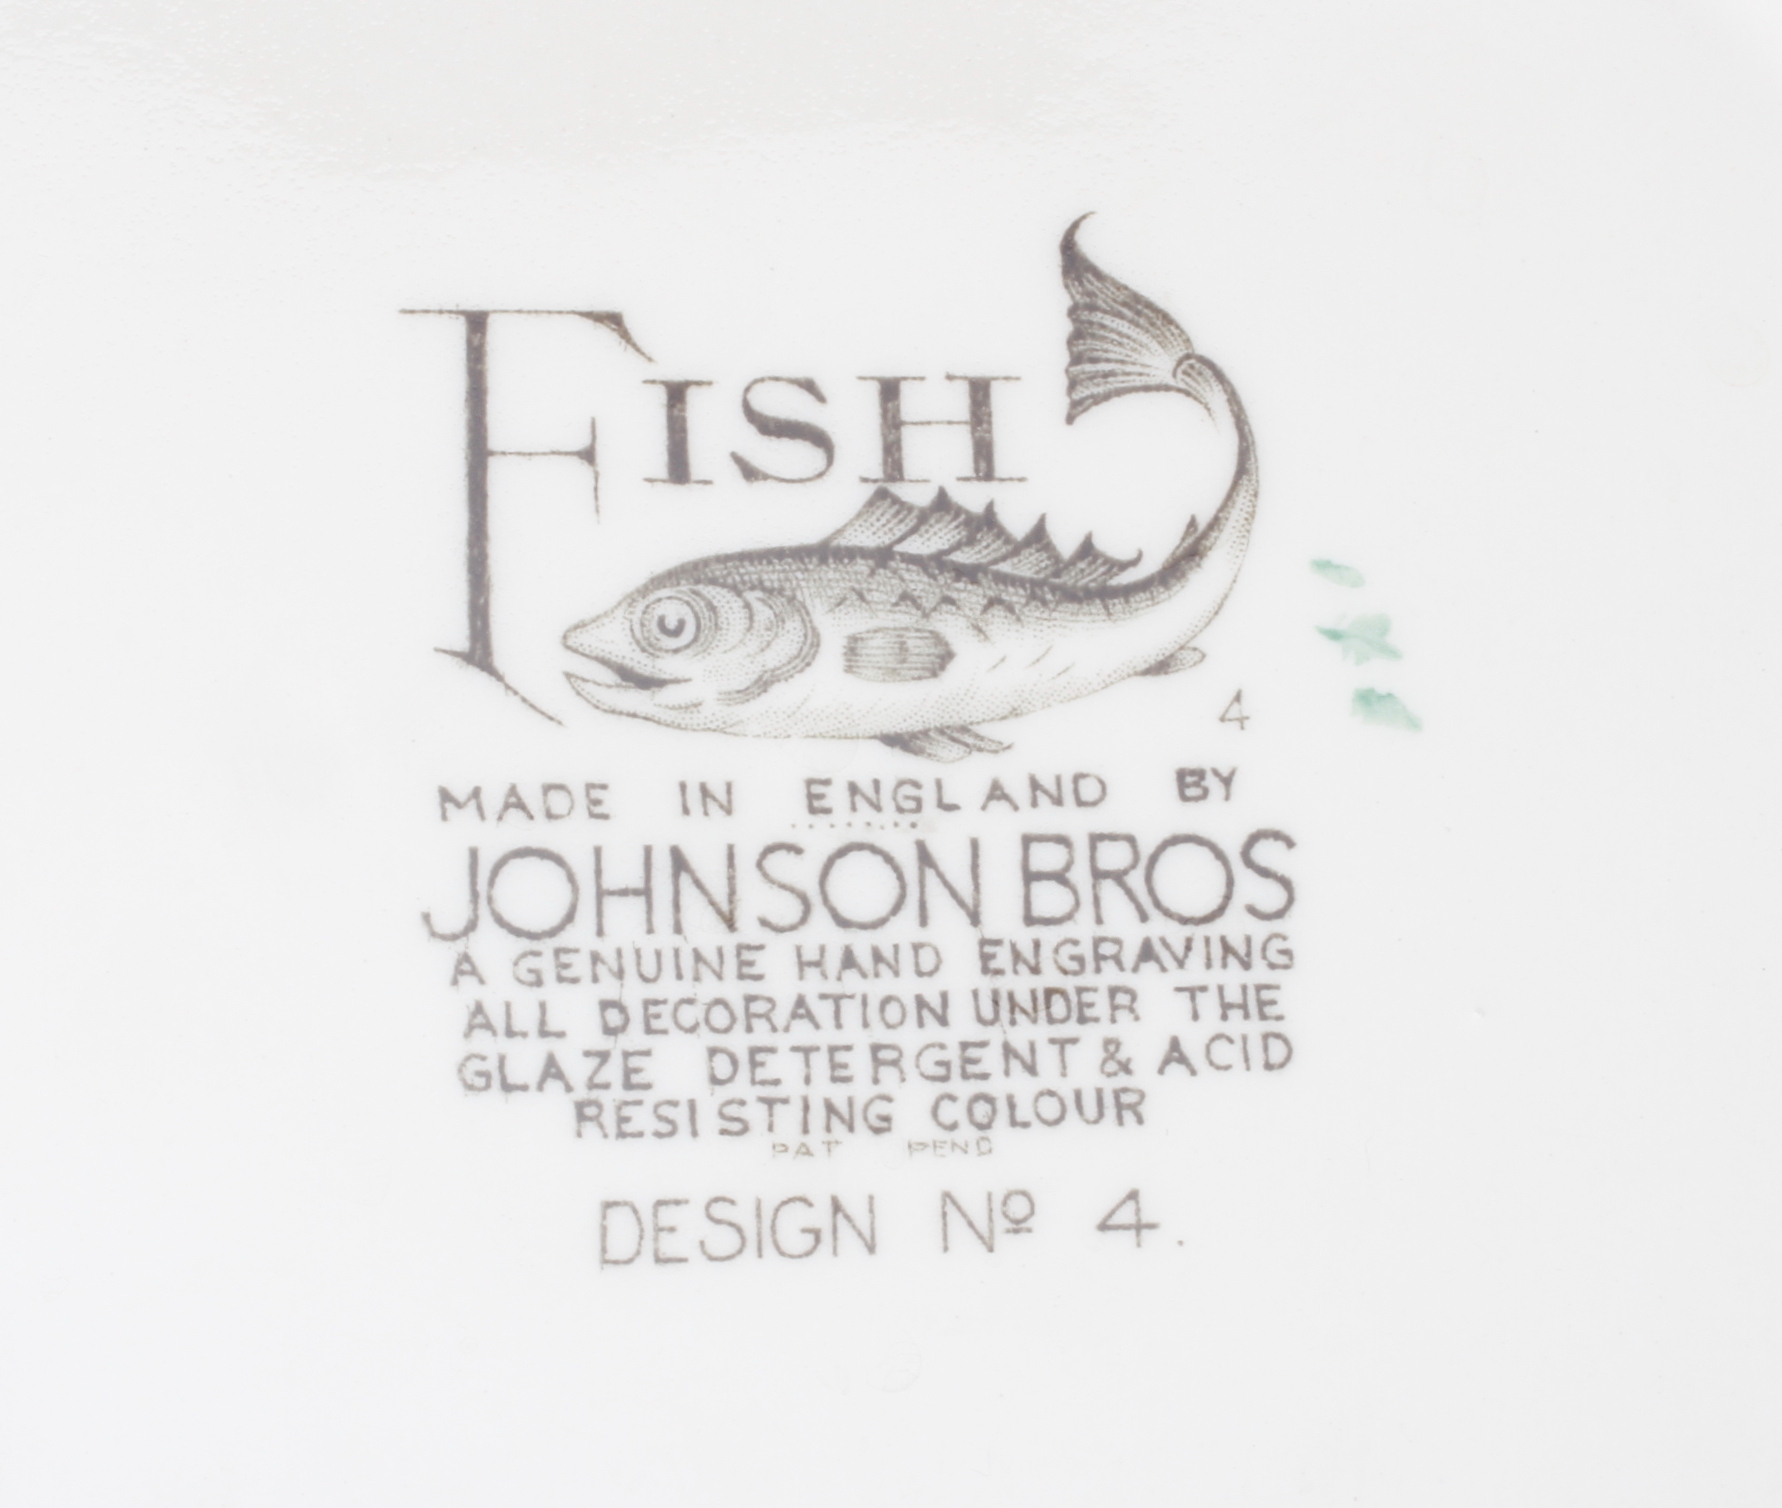 FISH
4
MADE IN ENGLAND BY
JOHNSON BROS
A GENUINE HAND ENGRAVING
ALL DECORATION UNDER THE
GLAZE DETERGENT & ACID
RESISTING COLOUR
PAT PEND
DESIGN Nº 4.